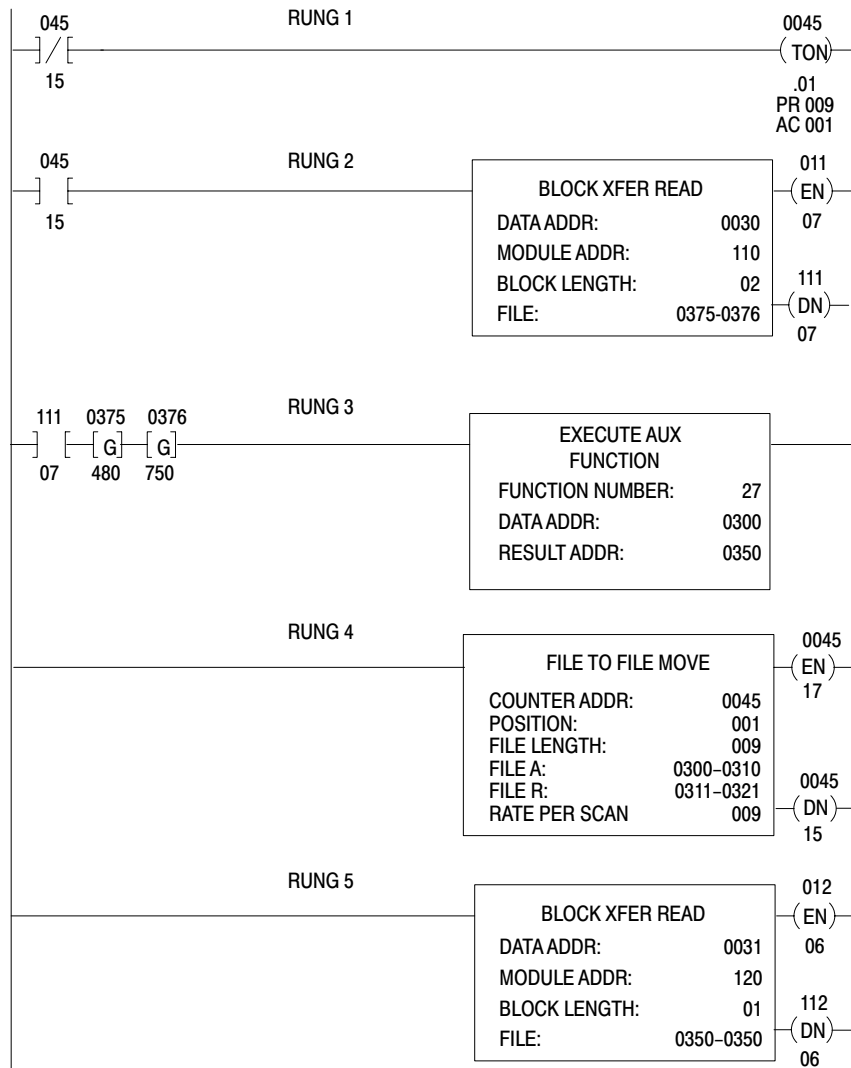 RUNG 1
045
15
0045
TON
.01
PR 009
AC 001
RUNG 2
045
15
BLOCK XFER READ
DATA ADDR: 0030
MODULE ADDR: 110
BLOCK LENGTH: 02
FILE: 0375-0376
011
EN
07
111
DN
07
RUNG 3
111 0375 0376
G G
07 480 750
EXECUTE AUX
FUNCTION
FUNCTION NUMBER: 27
DATA ADDR: 0300
RESULT ADDR: 0350
RUNG 4
FILE TO FILE MOVE
COUNTER ADDR: 0045
POSITION: 001
FILE LENGTH: 009
FILE A: 0300-0310
FILE R: 0311-0321
RATE PER SCAN 009
0045
EN
17
0045
DN
15
RUNG 5
BLOCK XFER READ
DATA ADDR: 0031
MODULE ADDR: 120
BLOCK LENGTH: 01
FILE: 0350-0350
012
EN
06
112
DN
06